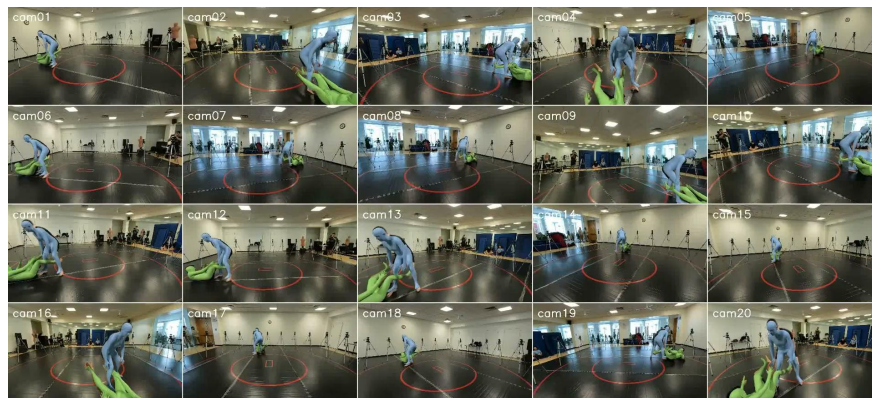 cam01 cam02 cam03 cam04 cam05
cam06 cam07 cam08 cam09 cam10
cam11 cam12 cam13 cam14 cam15
cam16 cam17 cam18 cam19 cam20